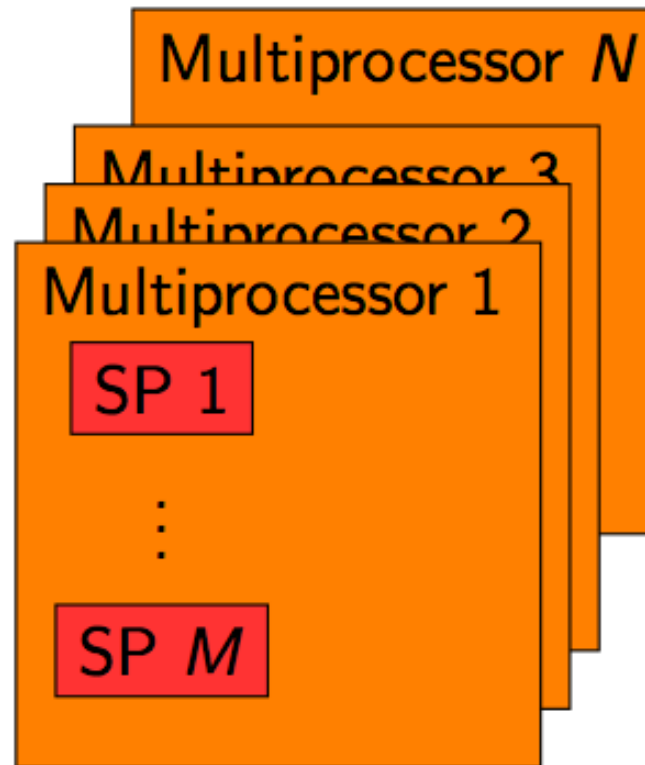 Multiprocessor N
Multiprocessor 3
Multiprocessor 2
Multiprocessor 1
SP 1
⋮
SP M